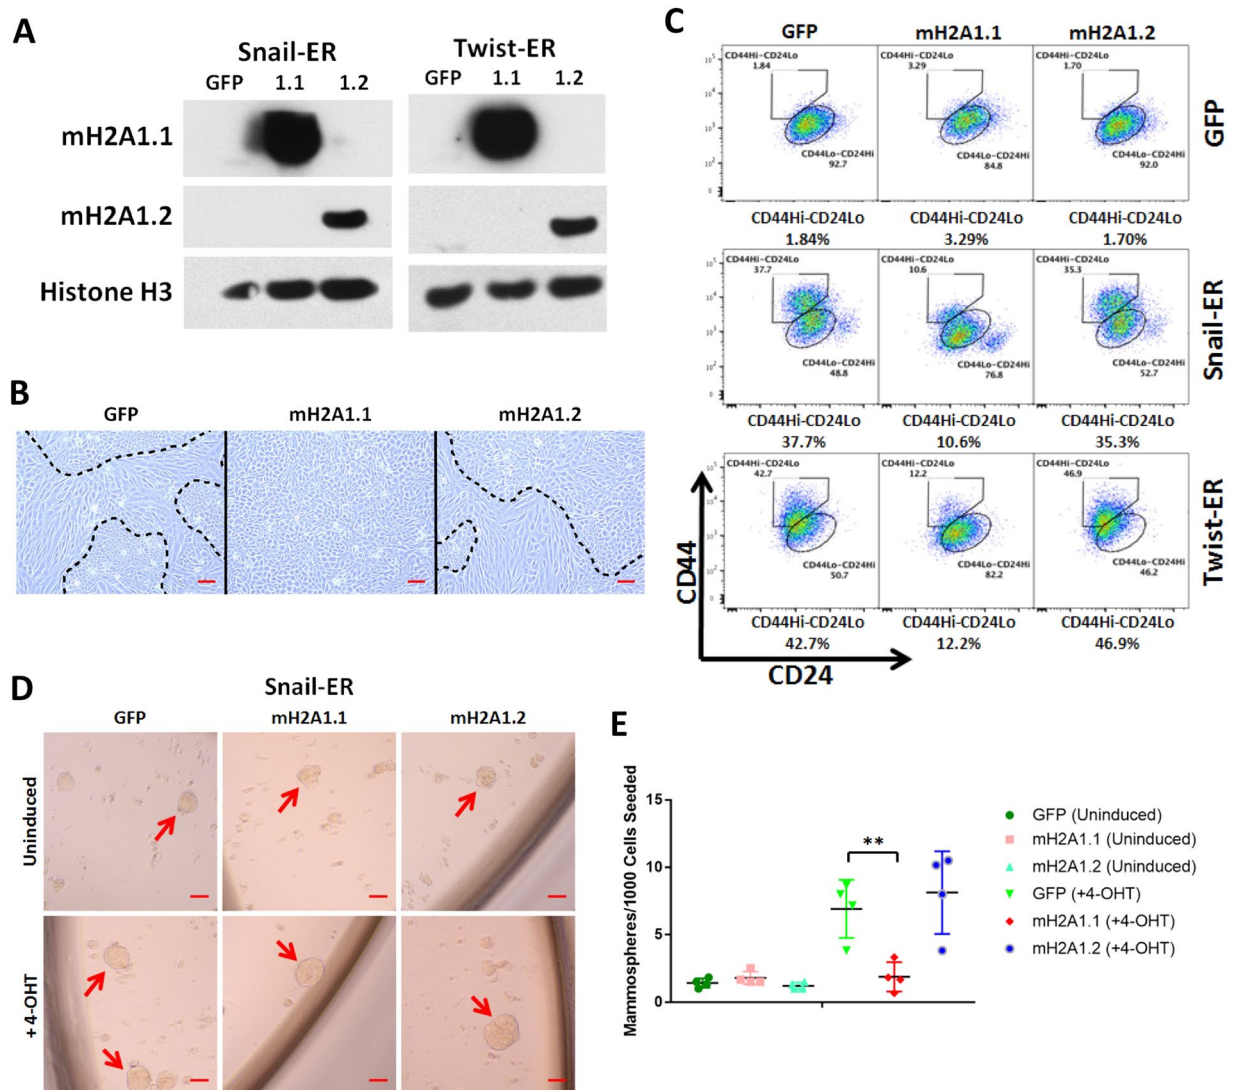 A
Snail-ER
Twist-ER
GFP 1.1 1.2
GFP 1.1 1.2
mH2A1.1
mH2A1.2
Histone H3
B
GFP mH2A1.1 mH2A1.2
C
GFP mH2A1.1 mH2A1.2
CD44Hi-CD24Lo
1.84
CD44Lo-CD24Hi
92.7
CD44Hi-CD24Lo
3.29
CD44Lo-CD24Hi
84.8
CD44Hi-CD24Lo
1.70
CD44Lo-CD24Hi
92.0
GFP
CD44Hi-CD24Lo CD44Hi-CD24Lo CD44Hi-CD24Lo
1.84% 3.29% 1.70%
CD44Hi-CD24Lo
37.7
CD44Lo-CD24Hi
48.8
CD44Hi-CD24Lo
10.6
CD44Lo-CD24Hi
76.8
CD44Hi-CD24Lo
35.3
CD44Lo-CD24Hi
52.7
Snail-ER
CD44Hi-CD24Lo CD44Hi-CD24Lo CD44Hi-CD24Lo
37.7% 10.6% 35.3%
CD44Hi-CD24Lo
42.7
CD44Lo-CD24Hi
50.7
CD44Hi-CD24Lo
12.2
CD44Lo-CD24Hi
82.2
CD44Hi-CD24Lo
46.9
CD44Lo-CD24Hi
46.2
Twist-ER
CD44Hi-CD24Lo CD44Hi-CD24Lo CD44Hi-CD24Lo
42.7% 12.2% 46.9%
CD44
CD24
D
Snail-ER
GFP mH2A1.1 mH2A1.2
Uninduced
+ 4-OHT
E
Mammospheres/1000 Cells Seeded
15
10
5
0
**
GFP (Uninduced)
mH2A1.1 (Uninduced)
mH2A1.2 (Uninduced)
GFP (+4-OHT)
mH2A1.1 (+4-OHT)
mH2A1.2 (+4-OHT)